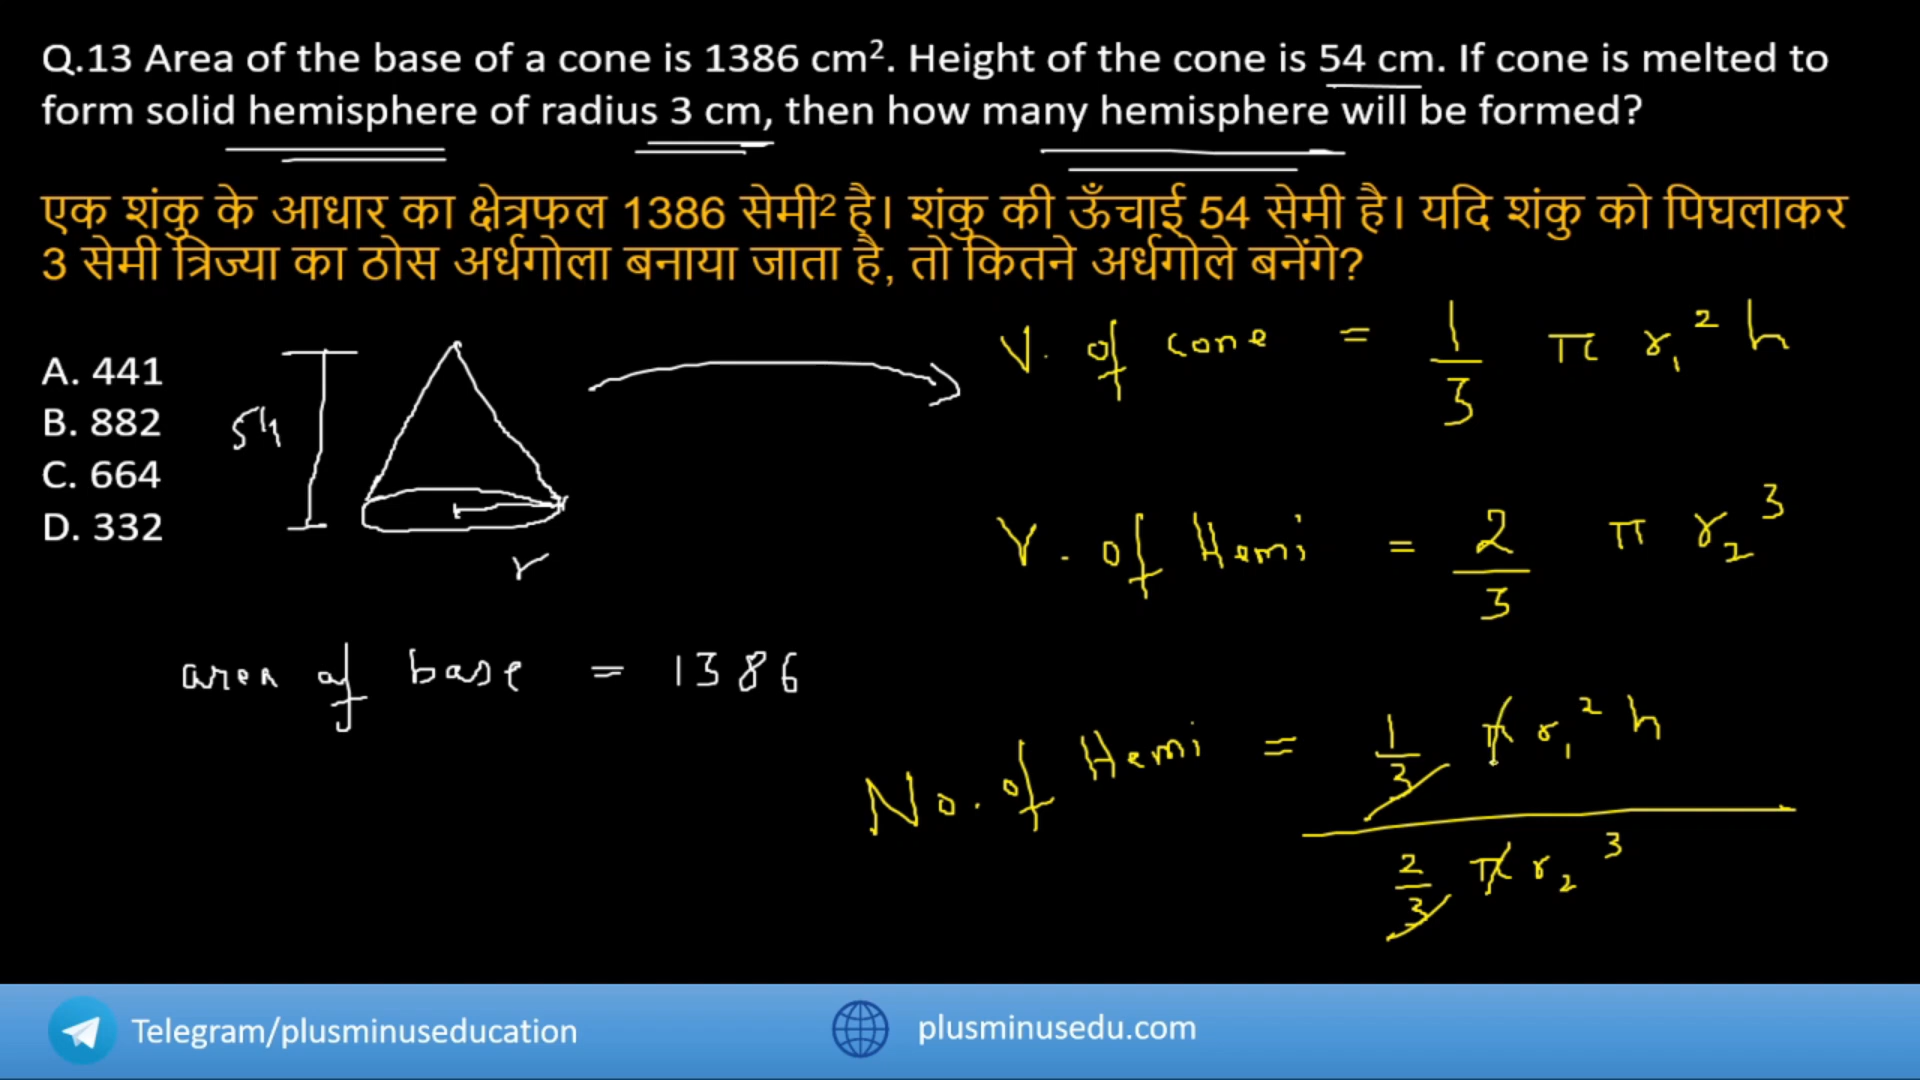 Q.13 Area of the base of a cone is 1386 cm². Height of the cone is 54 cm. If cone is melted to
form solid hemisphere of radius 3 cm, then how many hemisphere will be formed?
एक शंकु के आधार का क्षेत्रफल 1386 सेमी² है। शंकु की ऊँचाई 54 सेमी है। यदि शंकु को पिघलाकर
3 सेमी त्रिज्या का ठोस अर्धगोला बनाया जाता है, तो कितने अर्धगोले बनेंगे?
A. 441
B. 882
C. 664
D. 332
54
r
area of base = 1386
V. of cone = 1/3 π r₁² h
V. of Hemi = 2/3 π r₂³
No. of Hemi = 1/3 π r₁² h
2/3 π r₂³
Telegram/plusminuseducation
plusminusedu.com